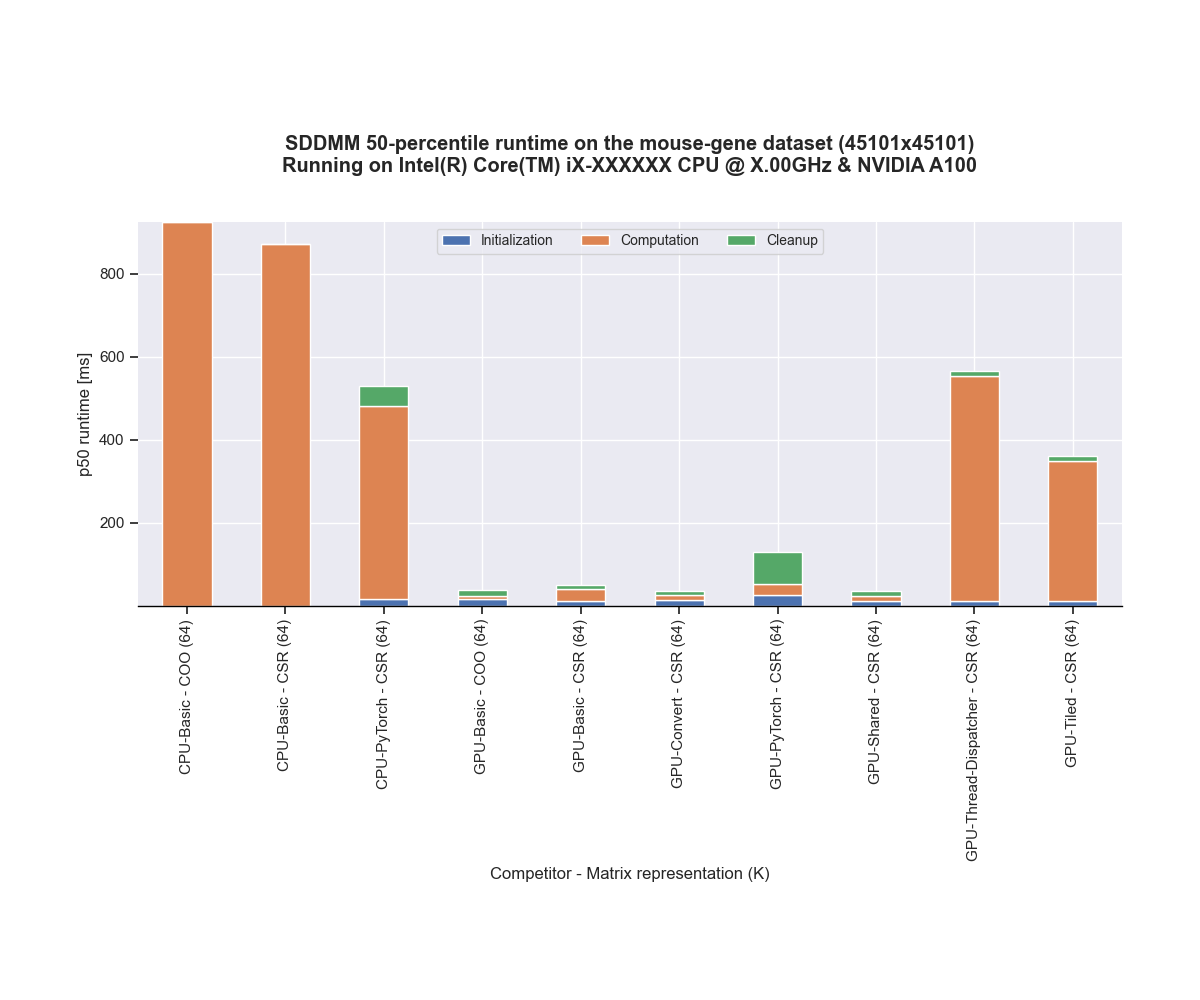 SDDMM 50-percentile runtime on the mouse-gene dataset (45101x45101)
Running on Intel(R) Core(TM) iX-XXXXXX CPU @ X.00GHz & NVIDIA A100
Initialization
Computation
Cleanup
p50 runtime [ms]
800
600
400
200
CPU-Basic - COO (64)
CPU-Basic - CSR (64)
CPU-PyTorch - CSR (64)
GPU-Basic - COO (64)
GPU-Basic - CSR (64)
GPU-Convert - CSR (64)
GPU-PyTorch - CSR (64)
GPU-Shared - CSR (64)
GPU-Thread-Dispatcher - CSR (64)
GPU-Tiled - CSR (64)
Competitor - Matrix representation (K)